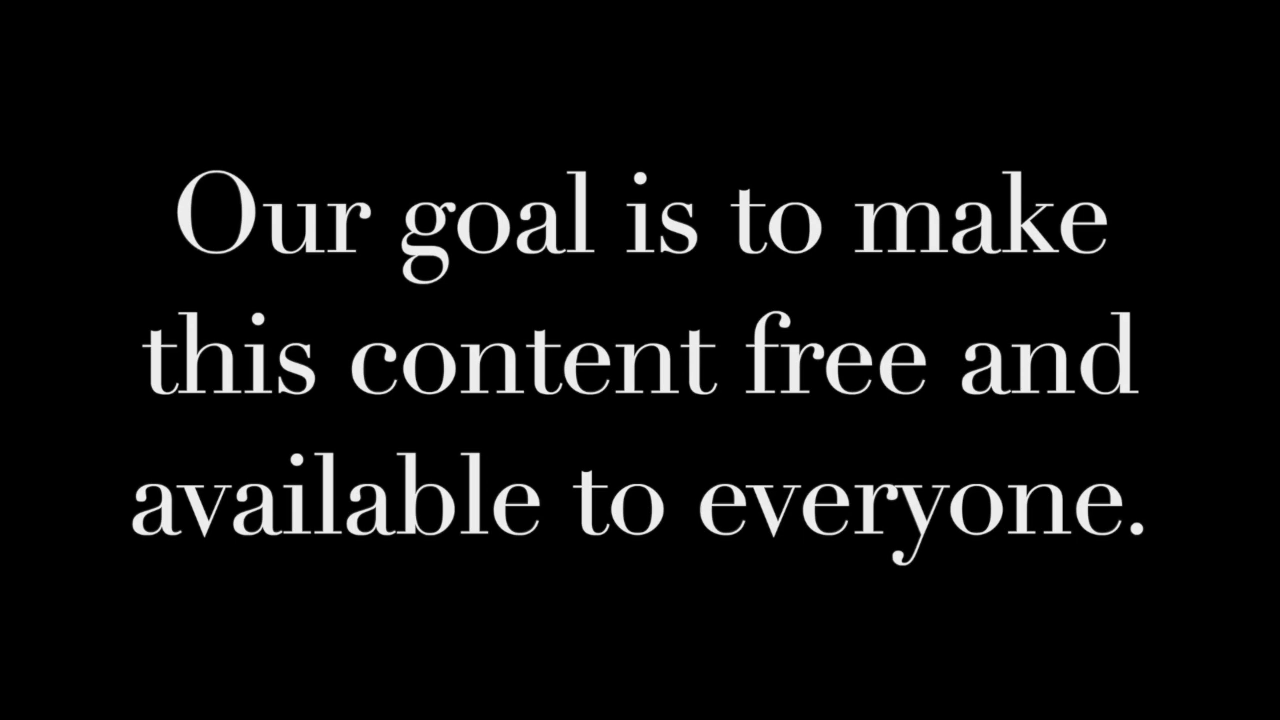 Our goal is to make
this content free and
available to everyone.